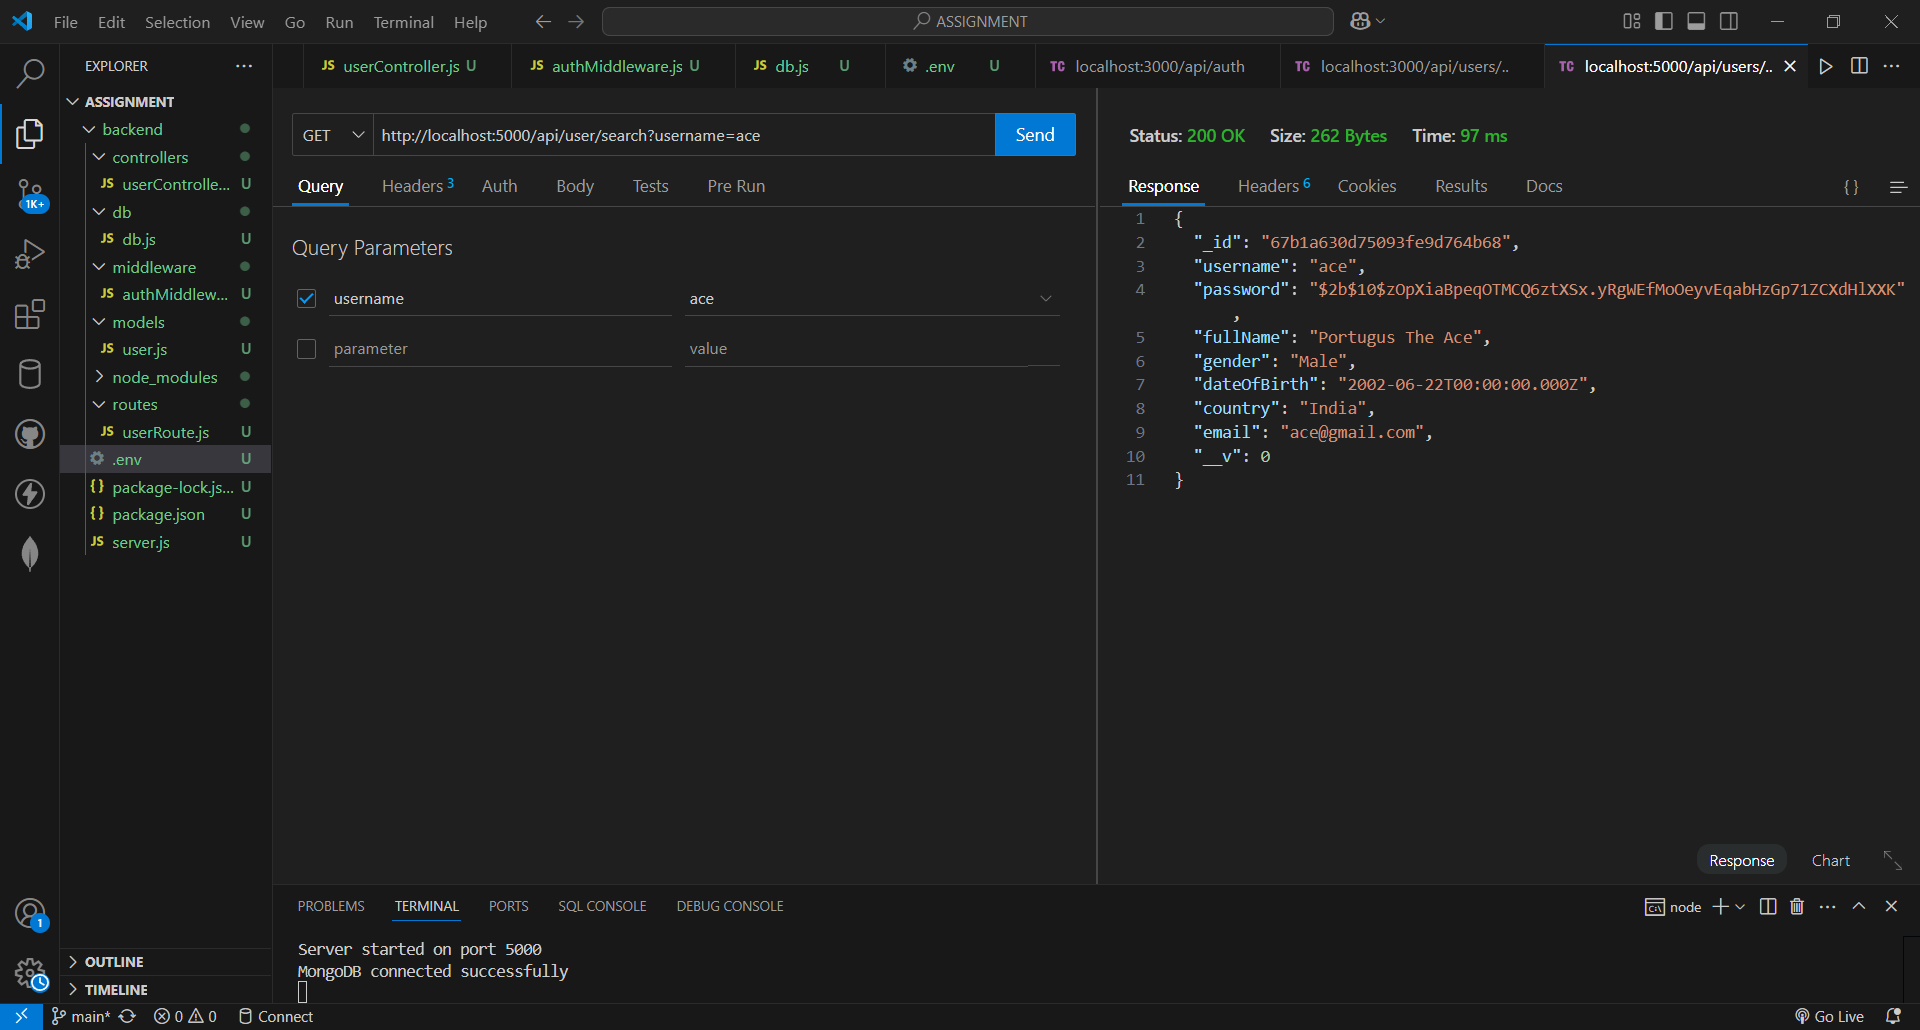 File Edit Selection View Go Run Terminal Help
ASSIGNMENT
EXPLORER
ASSIGNMENT
backend
controllers
JS userControlle... U
db
JS db.js U
middleware
JS authMiddlew... U
models
JS user.js U
node_modules
routes
JS userRoute.js U
.env U
{} package-lock.js... U
{} package.json U
JS server.js U
OUTLINE
TIMELINE
1K+
1
JS userController.js U
JS authMiddleware.js U
JS db.js U
.env U
TC localhost:3000/api/auth
TC localhost:3000/api/users/..
TC localhost:5000/api/users/..
GET http://localhost:5000/api/user/search?username=ace Send
Query Headers 3 Auth Body Tests Pre Run
Query Parameters
username ace
parameter value
Status: 200 OK Size: 262 Bytes Time: 97 ms
Response Headers 6 Cookies Results Docs { }
1 {
2 "_id": "67b1a630d75093fe9d764b68",
3 "username": "ace",
4 "password": "$2b$10$zOpXiaBpeqOTMCQ6ztXSx.yRgWEfMoOeyvEqabHzGp71ZCXdHlXXK"
,
5 "fullName": "Portugus The Ace",
6 "gender": "Male",
7 "dateOfBirth": "2002-06-22T00:00:00.000Z",
8 "country": "India",
9 "email": "ace@gmail.com",
10 "__v": 0
11 }
Response Chart
PROBLEMS TERMINAL PORTS SQL CONSOLE DEBUG CONSOLE
node
Server started on port 5000
MongoDB connected successfully
main* 0 0 Connect
Go Live